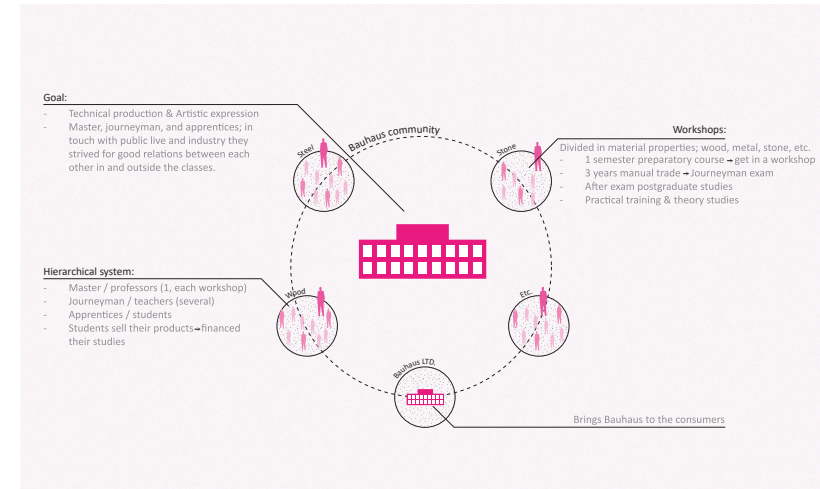 Goal:
- Technical production & Artistic expression
- Master, journeyman, and apprentices; in
touch with public live and industry they
strived for good relations between each
other in and outside the classes.
Bauhaus community
Steel
Stone
Workshops:
Divided in material properties; wood, metal, stone, etc.
- 1 semester preparatory course → get in a workshop
- 3 years manual trade → Journeyman exam
- After exam postgraduate studies
- Practical training & theory studies
Hierarchical system:
- Master / professors (1, each workshop)
- Journeyman / teachers (several)
- Apprentices / students
- Students sell their products→financed
their studies
Wood
Etc.
Bauhaus LTD.
Brings Bauhaus to the consumers